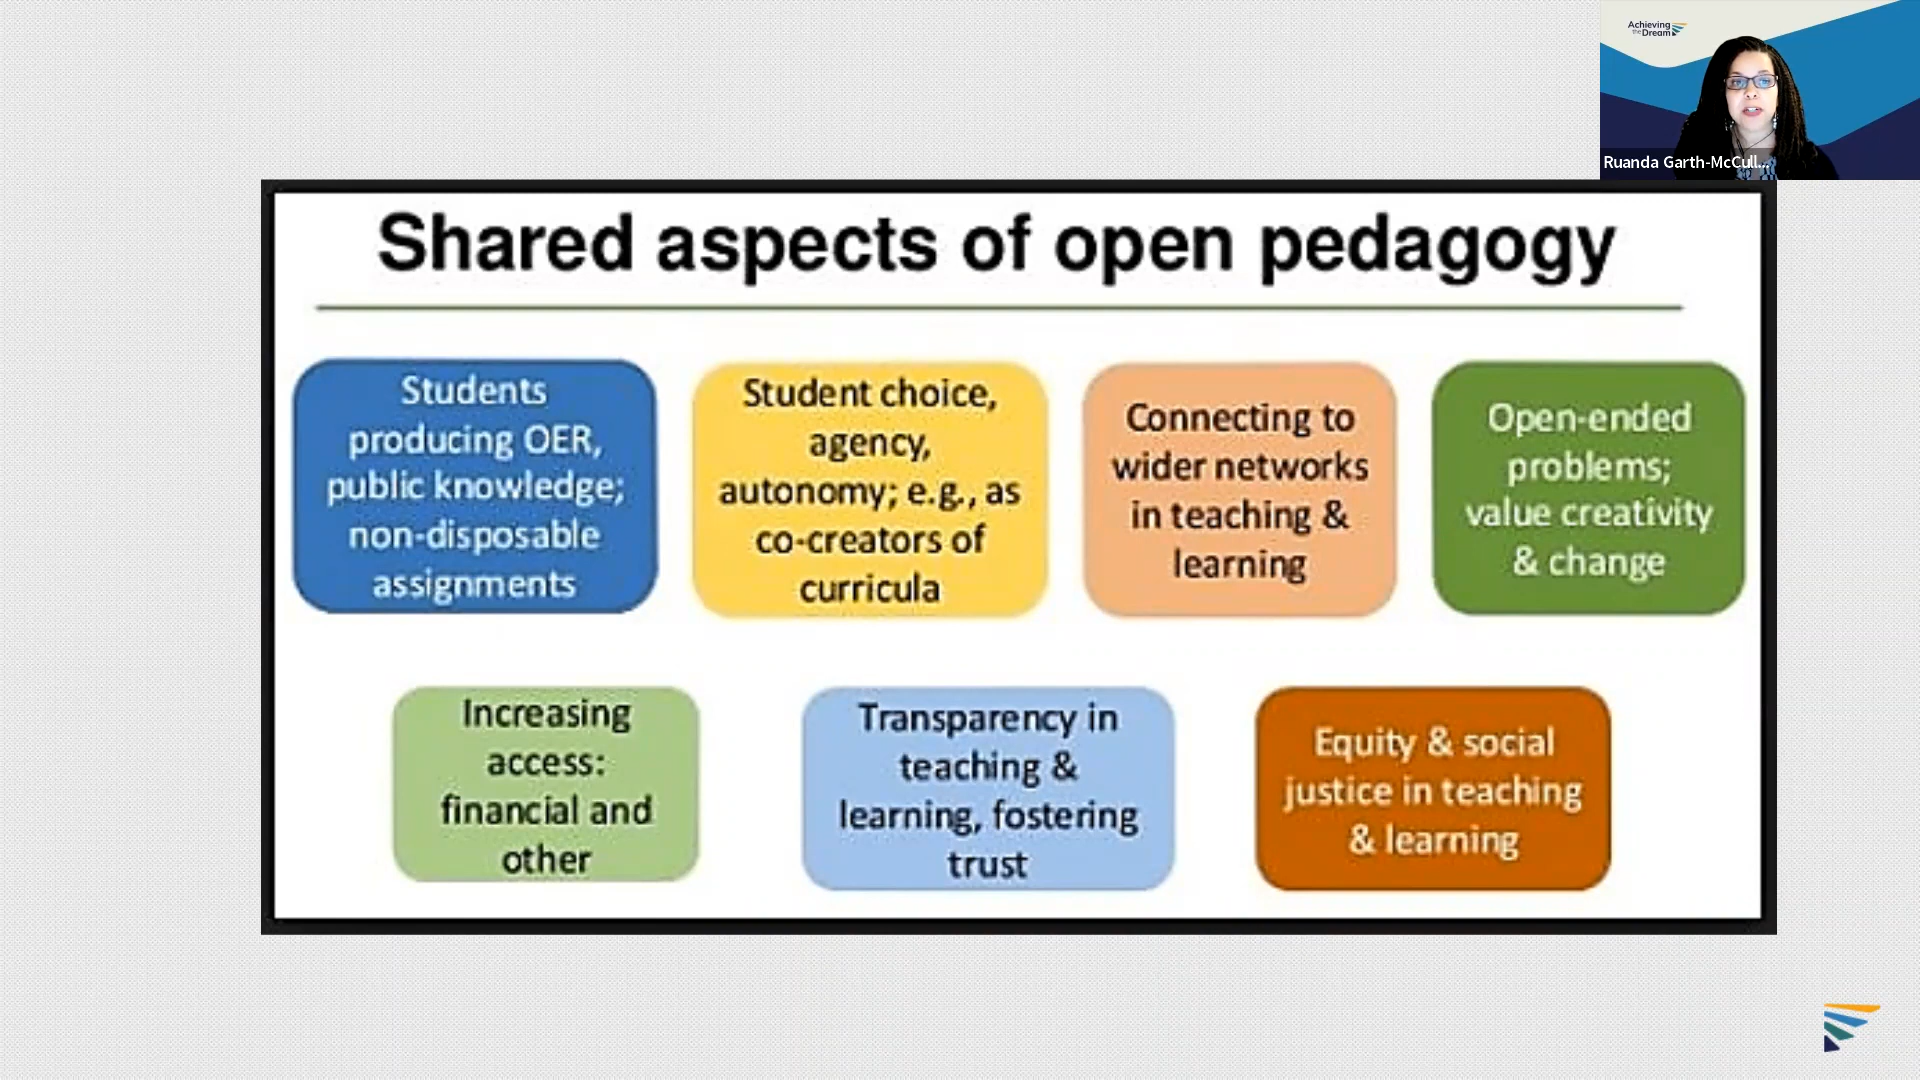 Achieving
the Dream
Ruanda Garth-McCull...
Shared aspects of open pedagogy
Students
producing OER,
public knowledge;
non-disposable
assignments
Student choice,
agency,
autonomy; e.g., as
co-creators of
curricula
Connecting to
wider networks
in teaching &
learning
Open-ended
problems;
value creativity
& change
Increasing
access:
financial and
other
Transparency in
teaching &
learning, fostering
trust
Equity & social
justice in teaching
& learning